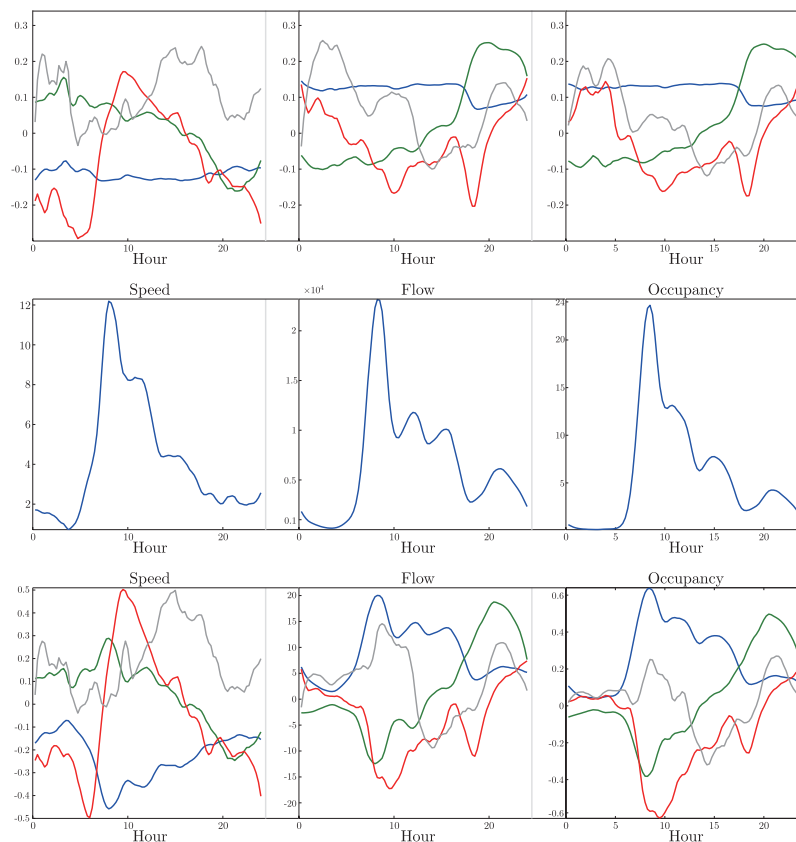 0.3 0.3 0.3
0.2 0.2 0.2
0.1 0.1 0.1
0 0 0
-0.1 -0.1 -0.1
-0.2 -0.2 -0.2
0 10 20 0 10 20 0 5 10 15 20
Hour Hour Hour
Speed Flow Occupancy
×10⁴
12 24
10 2 20
8 1.5 15
6 10
4 0.5 5
2 0.1
0 10 20 0 10 20 0 10 20
Hour Hour Hour
Speed Flow Occupancy
0.5 20 0.6
0.4 15 0.4
0.3 10
0.2 5 0.2
0.1 0
0 -5 0
-0.1 -10 -0.2
-0.2 -15
-0.3 -20 -0.4
-0.4 -0.6
-0.5
0 10 20 0 10 20 0 5 10 15 20
Hour Hour Hour